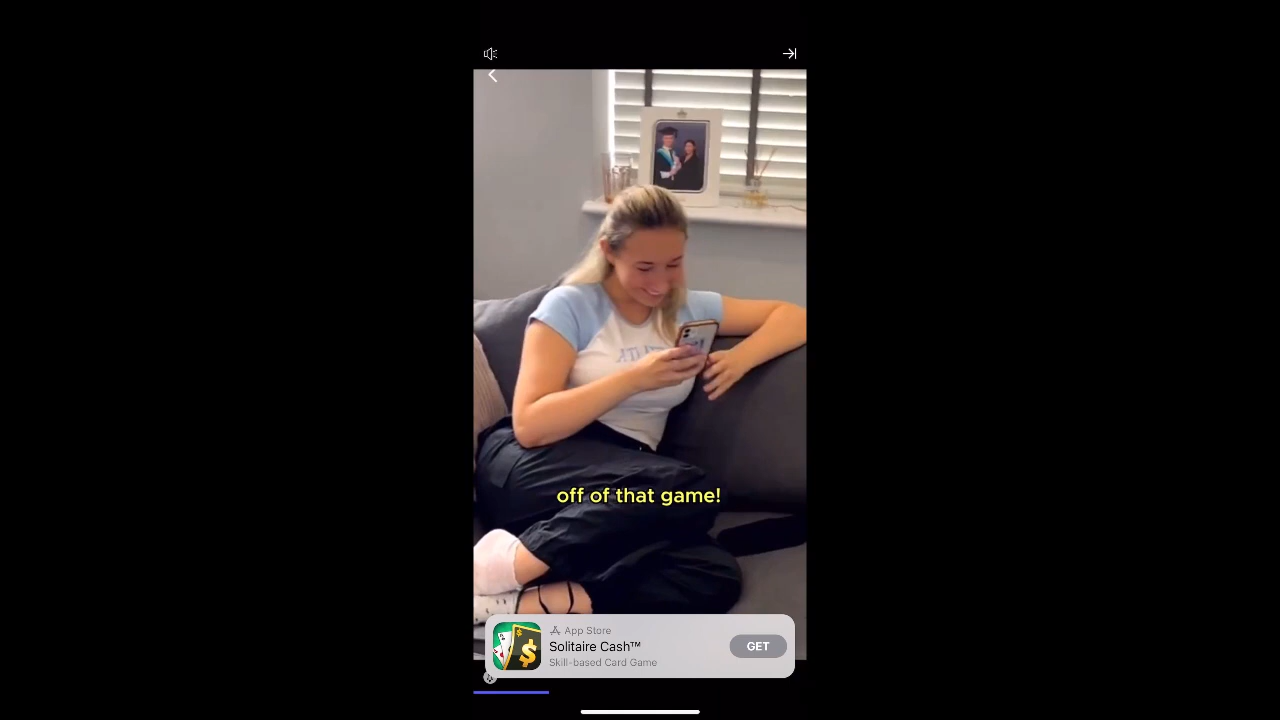 off of that game!
App Store
Solitaire Cash™
Skill-based Card Game
GET